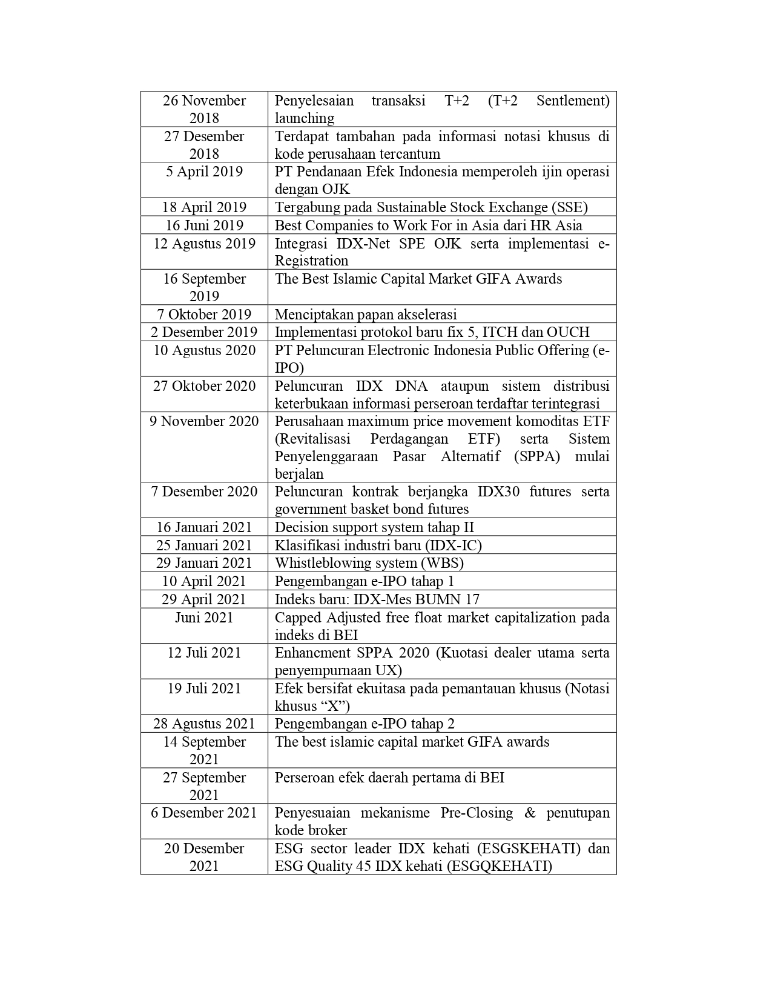 26 November
2018
Penyelesaian transaksi T+2 (T+2 Sentlement)
launching
27 Desember
2018
Terdapat tambahan pada informasi notasi khusus di
kode perusahaan tercantum
5 April 2019
PT Pendanaan Efek Indonesia memperoleh ijin operasi
dengan OJK
18 April 2019
Tergabung pada Sustainable Stock Exchange (SSE)
16 Juni 2019
Best Companies to Work For in Asia dari HR Asia
12 Agustus 2019
Integrasi IDX-Net SPE OJK serta implementasi e-
Registration
16 September
2019
The Best Islamic Capital Market GIFA Awards
7 Oktober 2019
Menciptakan papan akselerasi
2 Desember 2019
Implementasi protokol baru fix 5, ITCH dan OUCH
10 Agustus 2020
PT Peluncuran Electronic Indonesia Public Offering (e-
IPO)
27 Oktober 2020
Peluncuran IDX DNA ataupun sistem distribusi
keterbukaan informasi perseroan terdaftar terintegrasi
9 November 2020
Perusahaan maximum price movement komoditas ETF
(Revitalisasi Perdagangan ETF) serta Sistem
Penyelenggaraan Pasar Alternatif (SPPA) mulai
berjalan
7 Desember 2020
Peluncuran kontrak berjangka IDX30 futures serta
government basket bond futures
16 Januari 2021
Decision support system tahap II
25 Januari 2021
Klasifikasi industri baru (IDX-IC)
29 Januari 2021
Whistleblowing system (WBS)
10 April 2021
Pengembangan e-IPO tahap 1
29 April 2021
Indeks baru: IDX-Mes BUMN 17
Juni 2021
Capped Adjusted free float market capitalization pada
indeks di BEI
12 Juli 2021
Enhancment SPPA 2020 (Kuotasi dealer utama serta
penyempurnaan UX)
19 Juli 2021
Efek bersifat ekuitasa pada pemantauan khusus (Notasi
khusus “X”)
28 Agustus 2021
Pengembangan e-IPO tahap 2
14 September
2021
The best islamic capital market GIFA awards
27 September
2021
Perseroan efek daerah pertama di BEI
6 Desember 2021
Penyesuaian mekanisme Pre-Closing & penutupan
kode broker
20 Desember
2021
ESG sector leader IDX kehati (ESGSKEHATI) dan
ESG Quality 45 IDX kehati (ESGQKEHATI)